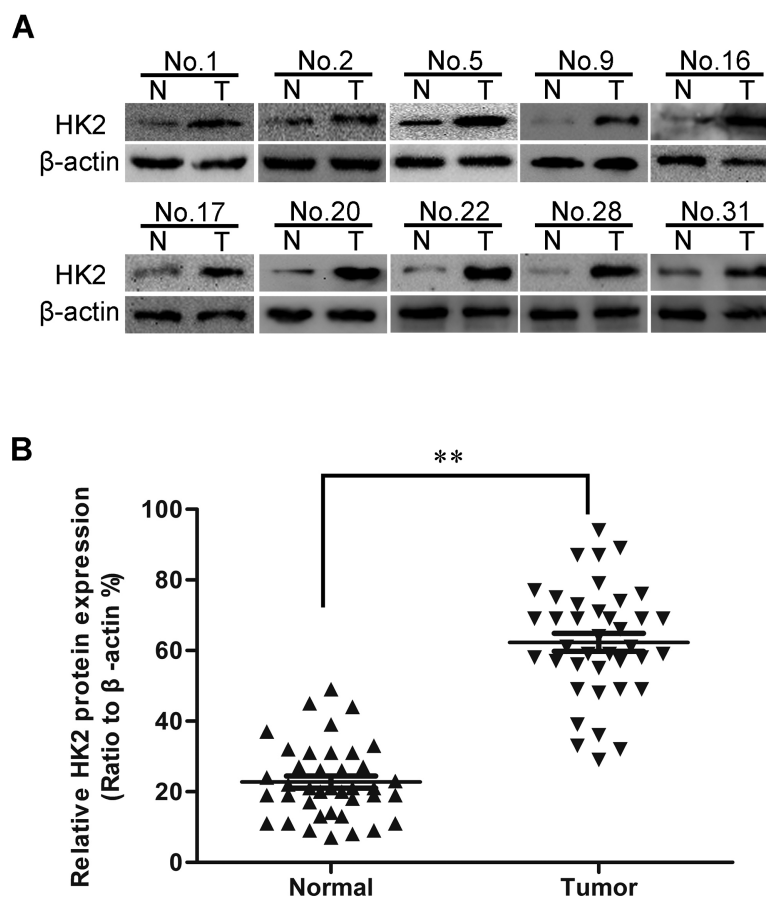 A
No.1 No.2 No.5 No.9 No.16
N T N T N T N T N T
HK2
β-actin
No.17 No.20 No.22 No.28 No.31
N T N T N T N T N T
HK2
β-actin
B
**
Relative HK2 protein expression
(Ratio to β -actin %)
100
80
60
40
20
0
Normal Tumor